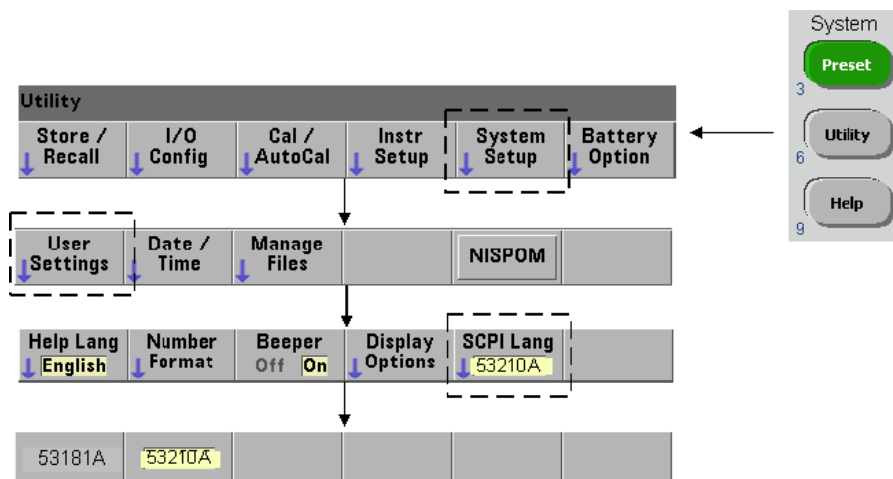 System
Preset
3
Utility
6
Help
9
Utility
Store / Recall
I/O Config
Cal / AutoCal
Instr Setup
System Setup
Battery Option
User Settings
Date / Time
Manage Files
NISPOM
Help Lang English
Number Format
Beeper Off On
Display Options
SCPI Lang 53210A
53181A
53210A